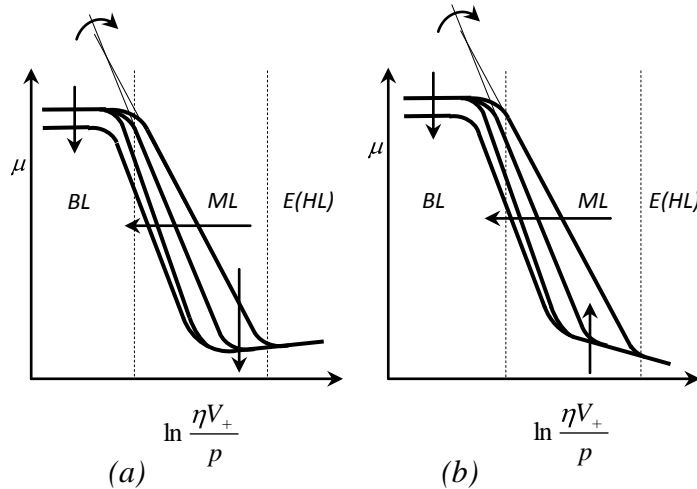 μ
BL
ML
E(HL)
ln ηV₊/p
(a)
μ
BL
ML
E(HL)
ln ηV₊/p
(b)